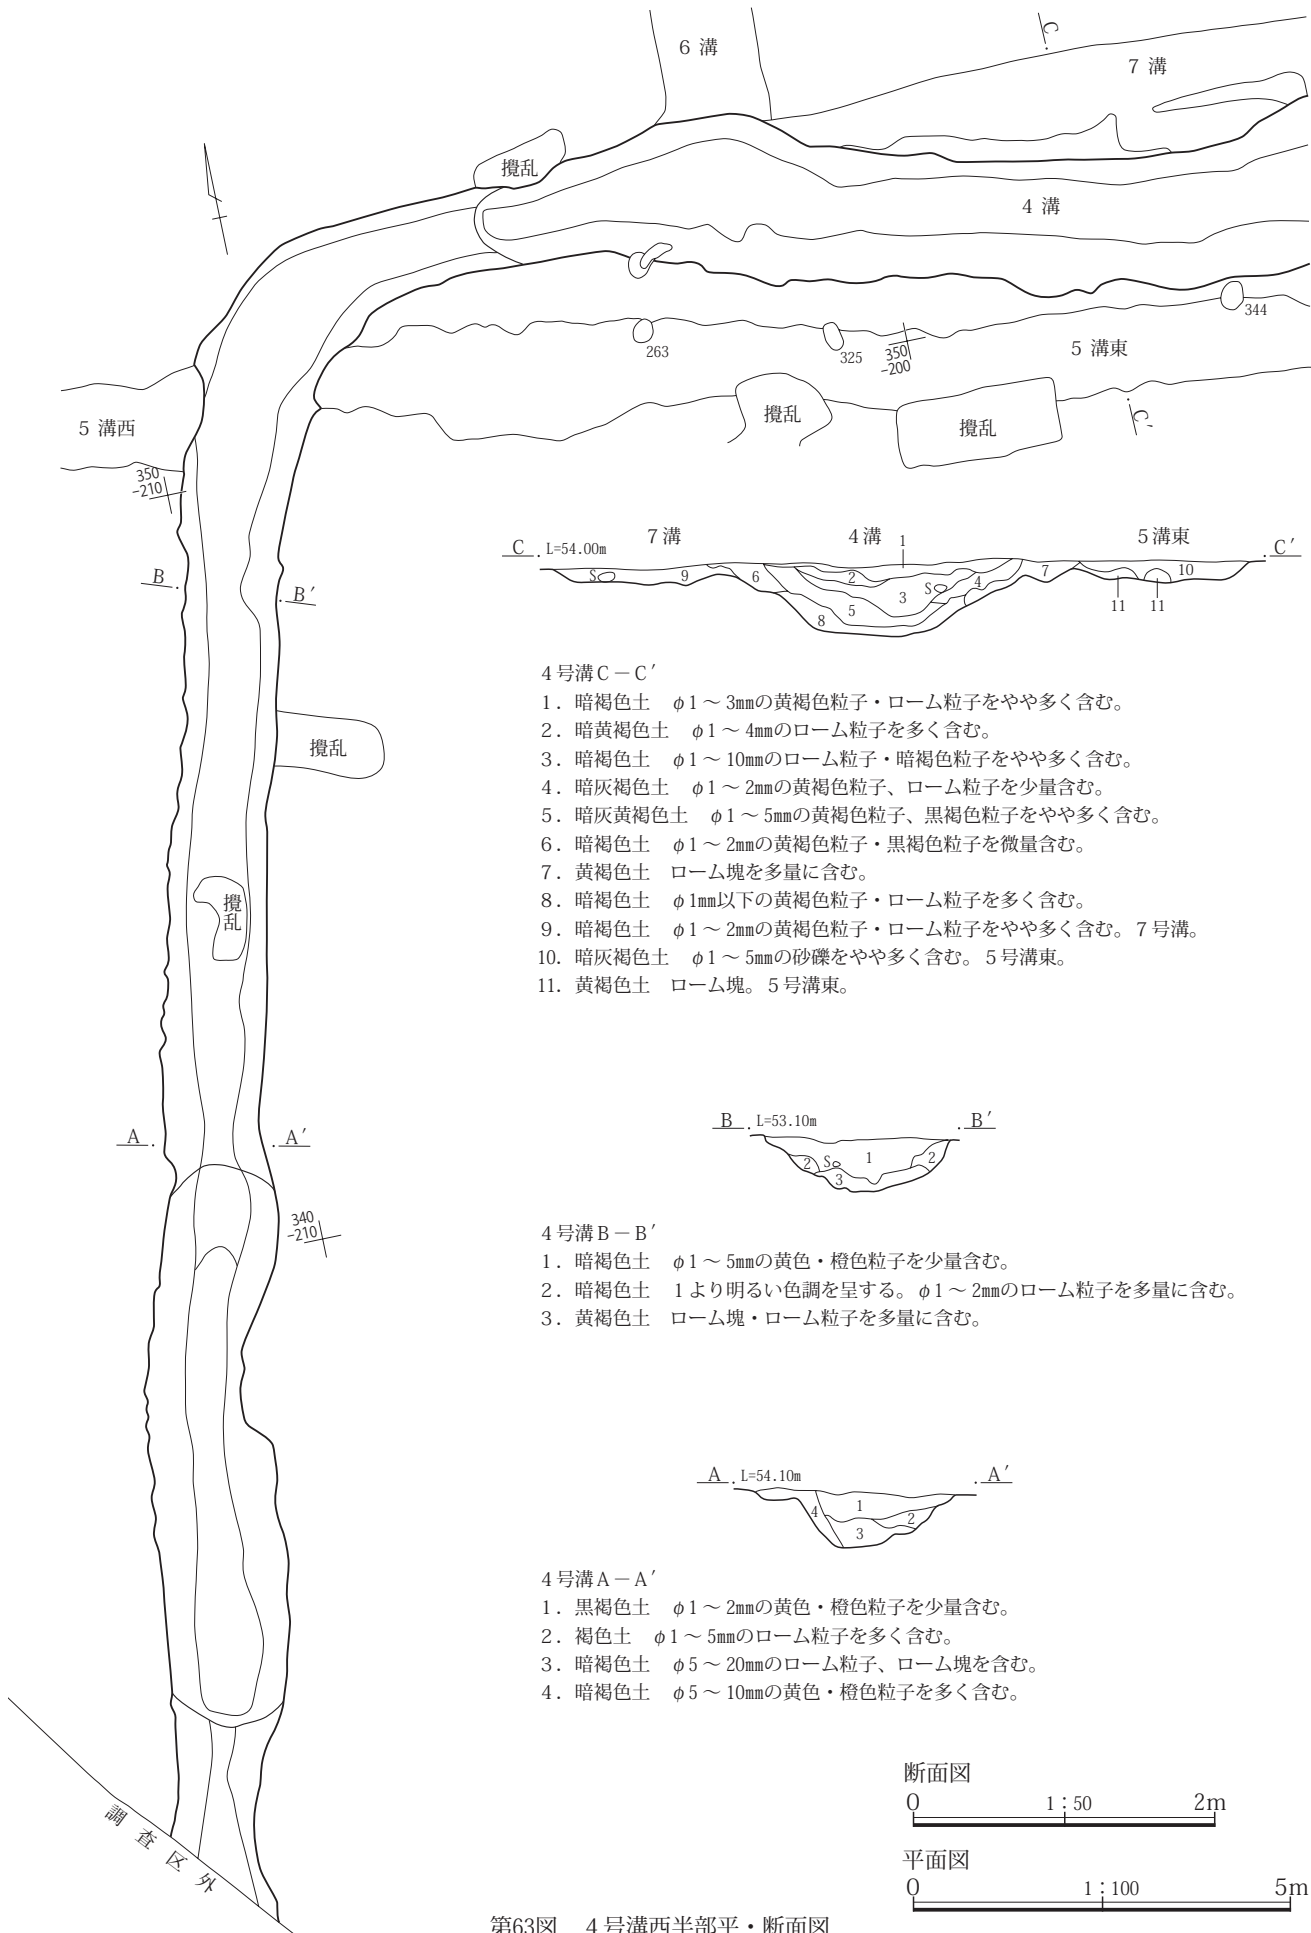 6 溝
C
7 溝
攪乱
4 溝
344
263
325
350
-200
5 溝東
5 溝西
攪乱
攪乱
C′
350
-210
B
B′
7 溝
4 溝
1
5 溝東
C
L=54.00m
C′
S
9
6
2
3
S
4
7
10
5
8
11
11
4 号溝C－C′
1．暗褐色土　φ1～3㎜の黄褐色粒子・ローム粒子をやや多く含む。
2．暗黄褐色土　φ1～4㎜のローム粒子を多く含む。
3．暗褐色土　φ1～10㎜のローム粒子・暗褐色粒子をやや多く含む。
4．暗灰褐色土　φ1～2㎜の黄褐色粒子、ローム粒子を少量含む。
5．暗灰黄褐色土　φ1～5㎜の黄褐色粒子、黒褐色粒子をやや多く含む。
6．暗褐色土　φ1～2㎜の黄褐色粒子・黒褐色粒子を微量含む。
7．黄褐色土　ローム塊を多量に含む。
8．暗褐色土　φ1㎜以下の黄褐色粒子・ローム粒子を多く含む。
9．暗褐色土　φ1～2㎜の黄褐色粒子・ローム粒子をやや多く含む。7号溝。
10．暗灰褐色土　φ1～5㎜の砂礫をやや多く含む。5号溝東。
11．黄褐色土　ローム塊。5号溝東。
攪乱
攪乱
A
A′
340
-210
B
L=53.10m
B′
2
S
1
2
3
4 号溝B－B′
1．暗褐色土　φ1～5㎜の黄色・橙色粒子を少量含む。
2．暗褐色土　1より明るい色調を呈する。φ1～2㎜のローム粒子を多量に含む。
3．黄褐色土　ローム塊・ローム粒子を多量に含む。
A
L=54.10m
A′
4
1
2
3
4 号溝A－A′
1．黒褐色土　φ1～2㎜の黄色・橙色粒子を少量含む。
2．褐色土　φ1～5㎜のローム粒子を多く含む。
3．暗褐色土　φ5～20㎜のローム粒子、ローム塊を含む。
4．暗褐色土　φ5～10㎜の黄色・橙色粒子を多く含む。
調査区外
断面図
0　1：50　2m
平面図
0　1：100　5m
第63図　4号溝西半部平・断面図